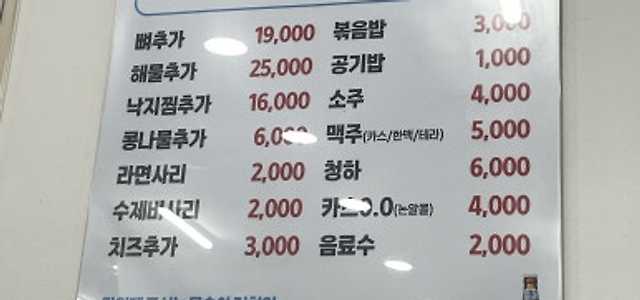 뼈추가 19,000
해물추가 25,000
낙지찜추가 16,000
콩나물추가 6,000
라면사리 2,000
수제비사리 2,000
치즈추가 3,000
볶음밥 3,000
공기밥 1,000
소주 4,000
맥주(카스/한맥/테라) 5,000
청하 6,000
카스0.0(논알콜) 4,000
음료수 2,000